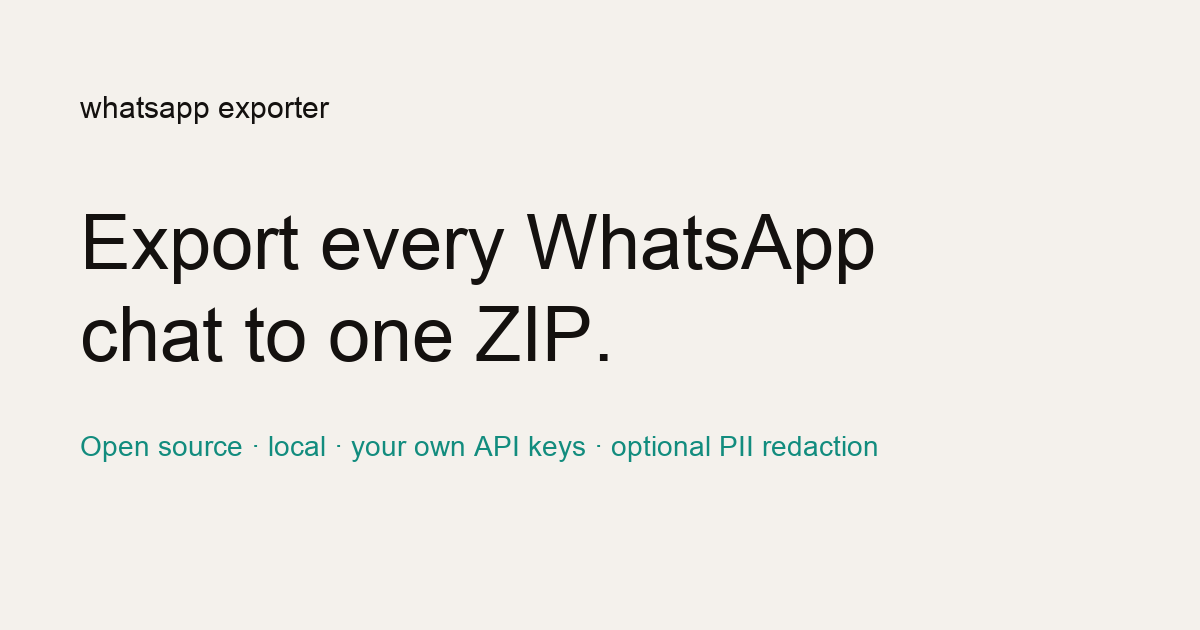 whatsapp exporter
Export every WhatsApp
chat to one ZIP.
Open source · local · your own API keys · optional PII redaction